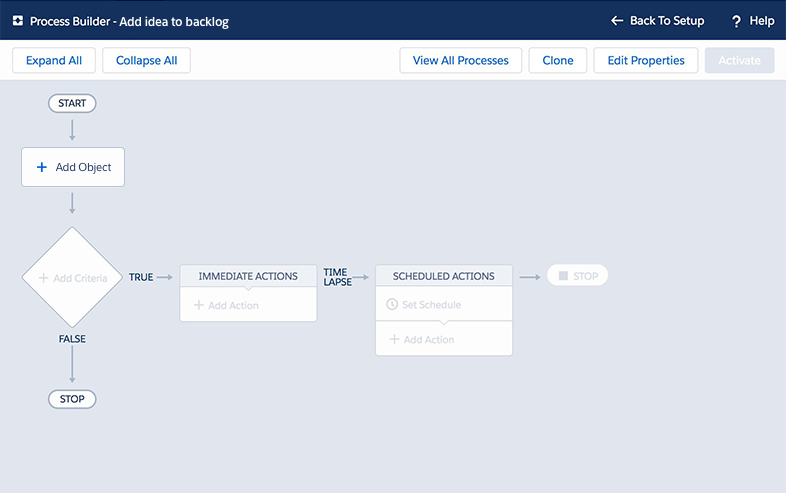 Process Builder - Add idea to backlog
Back To Setup
? Help
Expand All
Collapse All
View All Processes
Clone
Edit Properties
Activate
START
+ Add Object
+ Add Criteria
TRUE
IMMEDIATE ACTIONS
+ Add Action
TIME
LAPSE
SCHEDULED ACTIONS
Set Schedule
+ Add Action
STOP
FALSE
STOP